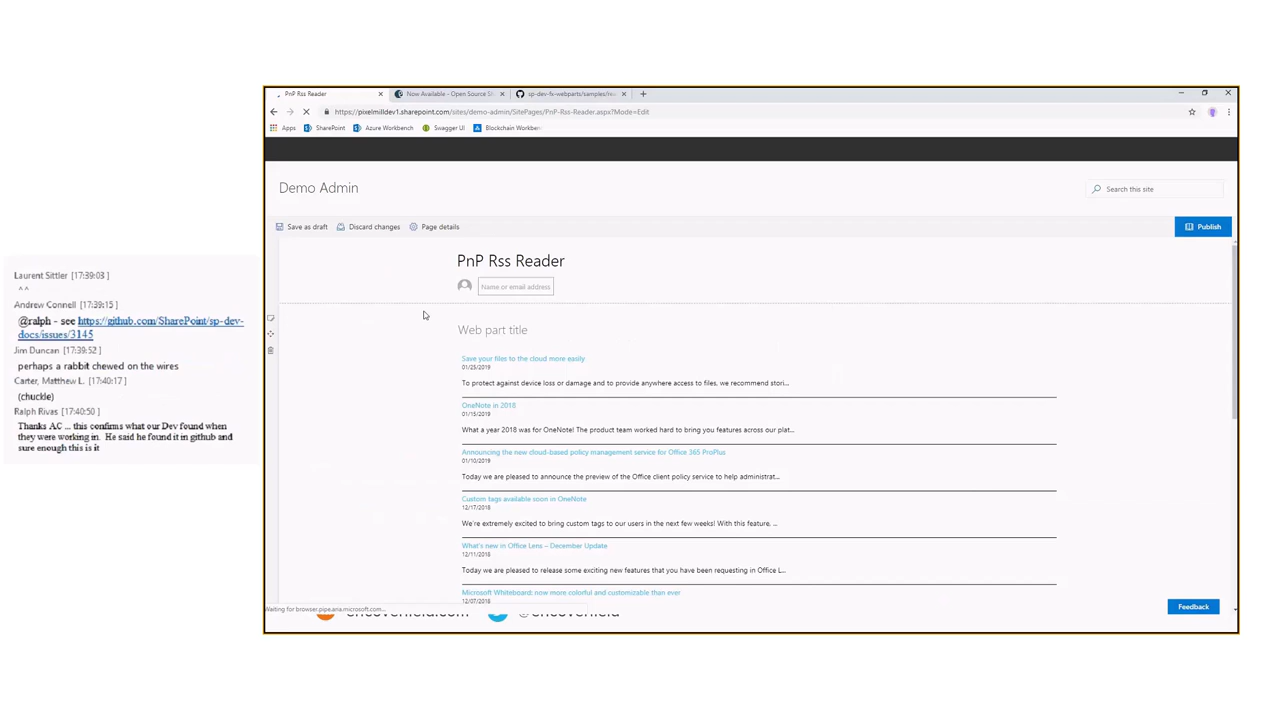 Laurent Sittler [17:39:03 ]
^ ^
Andrew Connell [17:39:15 ]
@ralph - see https://github.com/SharePoint/sp-dev-
docs/issues/3145
Jim Duncan [17:39:52 ]
perhaps a rabbit chewed on the wires
Carter, Matthew L. [17:40:17 ]
(chuckle)
Ralph Rivas [17:40:50 ]
Thanks AC ... this confirms what our Dev found when
they were working in. He said he found it in github and
sure enough this is it
PnP Rss Reader
Now Available - Open Source Sh
sp-dev-fx-webparts/samples/rea
https://pixelmilldev1.sharepoint.com/sites/demo-admin/SitePages/PnP-Rss-Reader.aspx?Mode=Edit
Apps SharePoint Azure Workbench Swagger UI Blockchain Workben
Demo Admin
Search this site
Save as draft Discard changes Page details
Publish
PnP Rss Reader
Name or email address
Web part title
Save your files to the cloud more easily
01/23/2019
To protect against device loss or damage and to provide anywhere access to files, we recommend stori...
OneNote in 2018
01/15/2019
What a year 2018 was for OneNote! The product team worked hard to bring you features across our plat...
Announcing the new cloud-based policy management service for Office 365 ProPlus
01/10/2019
Today we are pleased to announce the preview of the Office client policy service to help administrat...
Custom tags available soon in OneNote
12/17/2018
We're extremely excited to bring custom tags to our users in the next few weeks! With this feature, ...
What's new in Office Lens – December Update
12/11/2018
Today we are pleased to release some exciting new features that you have been requesting in Office L...
Microsoft Whiteboard: now more colorful and customizable than ever
12/07/2018
Waiting for browser.pipe.aria.microsoft.com...
Feedback